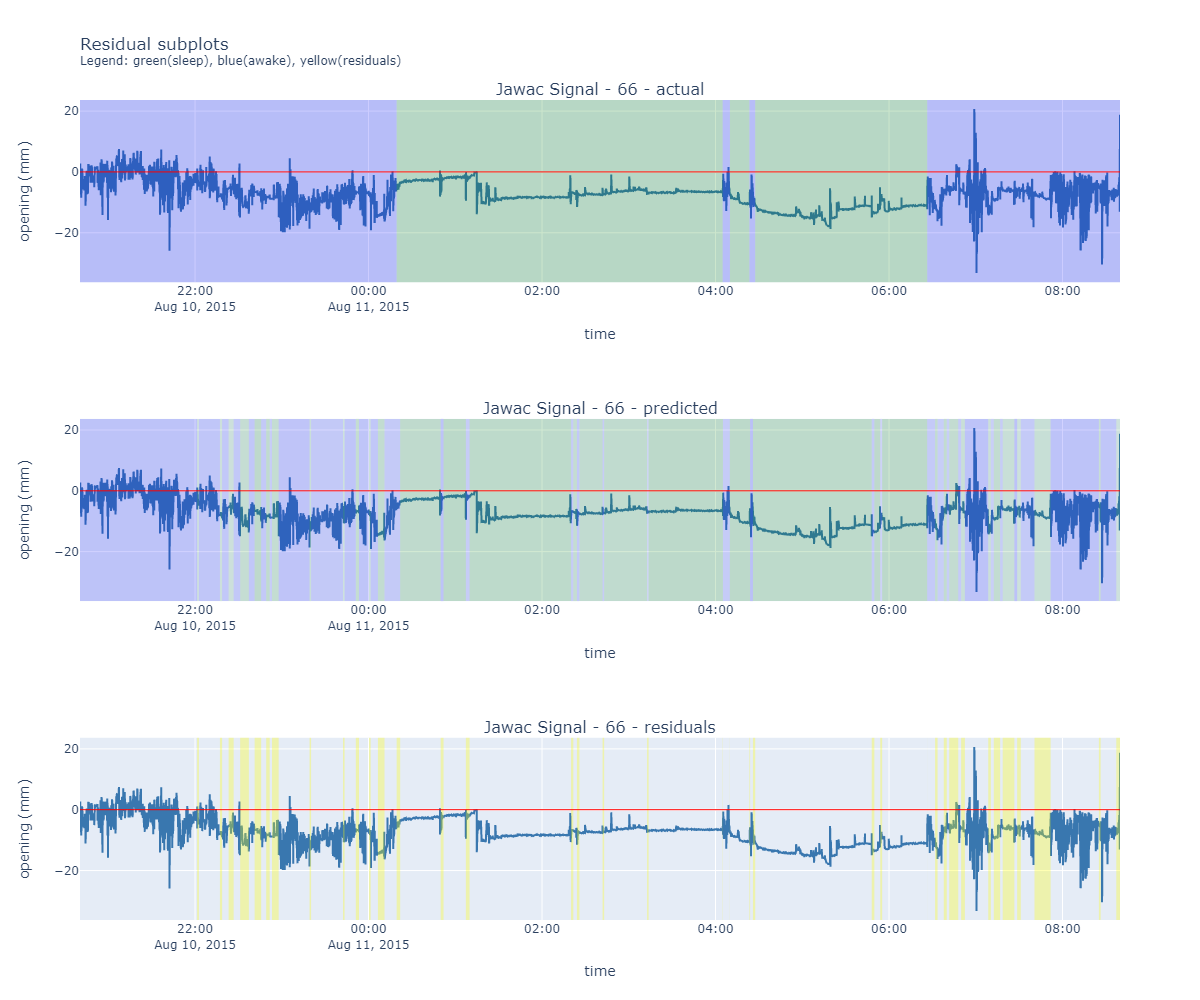 Residual subplots
Legend: green(sleep), blue(awake), yellow(residuals)
Jawac Signal - 66 - actual
20
0
−20
opening (mm)
22:00
Aug 10, 2015
00:00
Aug 11, 2015
02:00
04:00
06:00
08:00
time
Jawac Signal - 66 - predicted
20
0
−20
opening (mm)
22:00
Aug 10, 2015
00:00
Aug 11, 2015
02:00
04:00
06:00
08:00
time
Jawac Signal - 66 - residuals
20
0
−20
opening (mm)
22:00
Aug 10, 2015
00:00
Aug 11, 2015
02:00
04:00
06:00
08:00
time